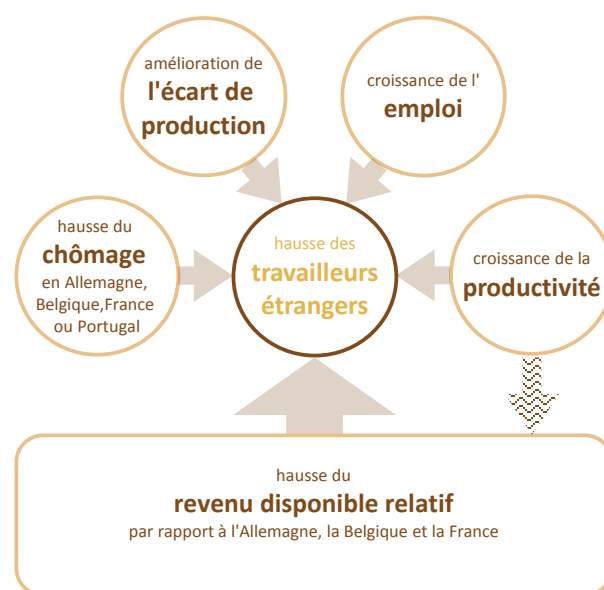 amélioration de
l'écart de
production
croissance de l'
emploi
hausse du
chômage
en Allemagne,
Belgique,France
ou Portugal
hausse des
travailleurs
étrangers
croissance de la
productivité
hausse du
revenu disponible relatif
par rapport à l'Allemagne, la Belgique et la France